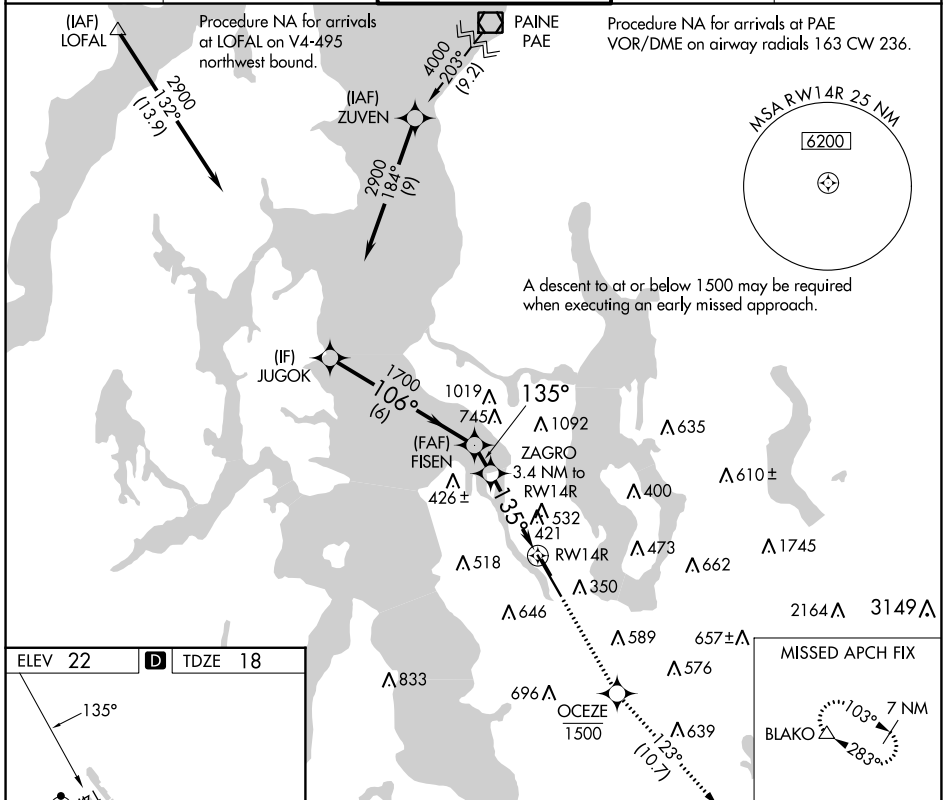 (IAF)
LOFAL
Procedure NA for arrivals
at LOFAL on V4-495
northwest bound.
PAINE
PAE
Procedure NA for arrivals at PAE
VOR/DME on airway radials 163 CW 236.
2900
132°
(13.9)
4000
203°
(9.2)
(IAF)
ZUVEN
2900
184°
(9)
MSA RW14R 25 NM
6200
A descent to at or below 1500 may be required
when executing an early missed approach.
(IF)
JUGOK
1700
106°
(6)
1019
745
135°
1092
635
(FAF)
FISEN
ZAGRO
3.4 NM to
RW14R
426 ±
400
610 ±
135°
532
421
RW14R
518
473
662
1745
350
646
2164
3149
589
657±
576
833
696
OCEZE
1500
639
123°
(10.7)
ELEV 22
D
TDZE 18
135°
MISSED APCH FIX
BLAKO
103°
7 NM
283°